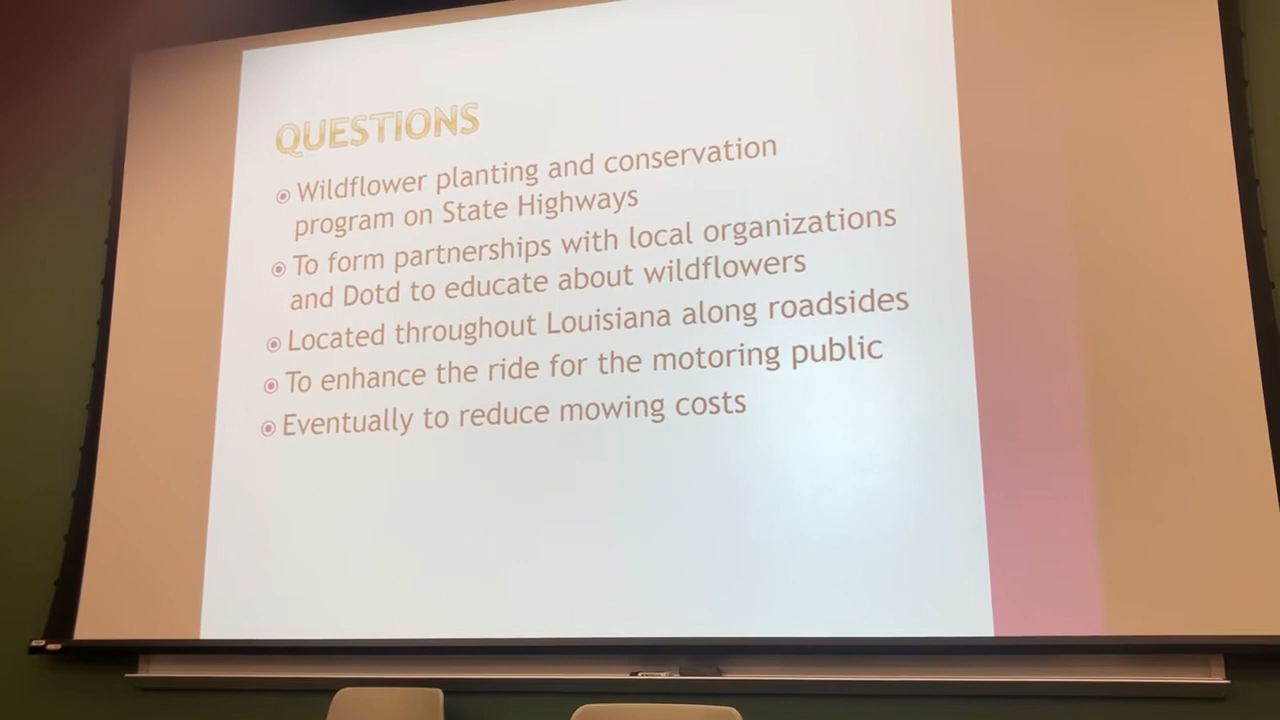 QUESTIONS
Wildflower planting and conservation
program on State Highways
To form partnerships with local organizations
and Dotd to educate about wildflowers
Located throughout Louisiana along roadsides
To enhance the ride for the motoring public
Eventually to reduce mowing costs